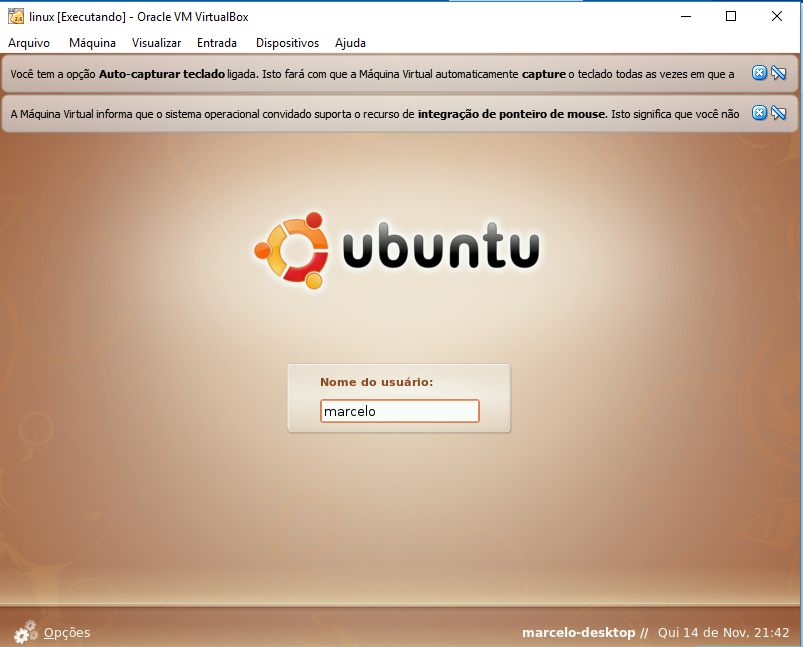 linux [Executando] - Oracle VM VirtualBox
Arquivo Máquina Visualizar Entrada Dispositivos Ajuda
Você tem a opção Auto-capturar teclado ligada. Isto fará com que a Máquina Virtual automaticamente capture o teclado todas as vezes em que a
A Máquina Virtual informa que o sistema operacional convidado suporta o recurso de integração de ponteiro de mouse. Isto significa que você não
ubuntu
Nome do usuário:
marcelo
Opções marcelo-desktop // Qui 14 de Nov, 21:42